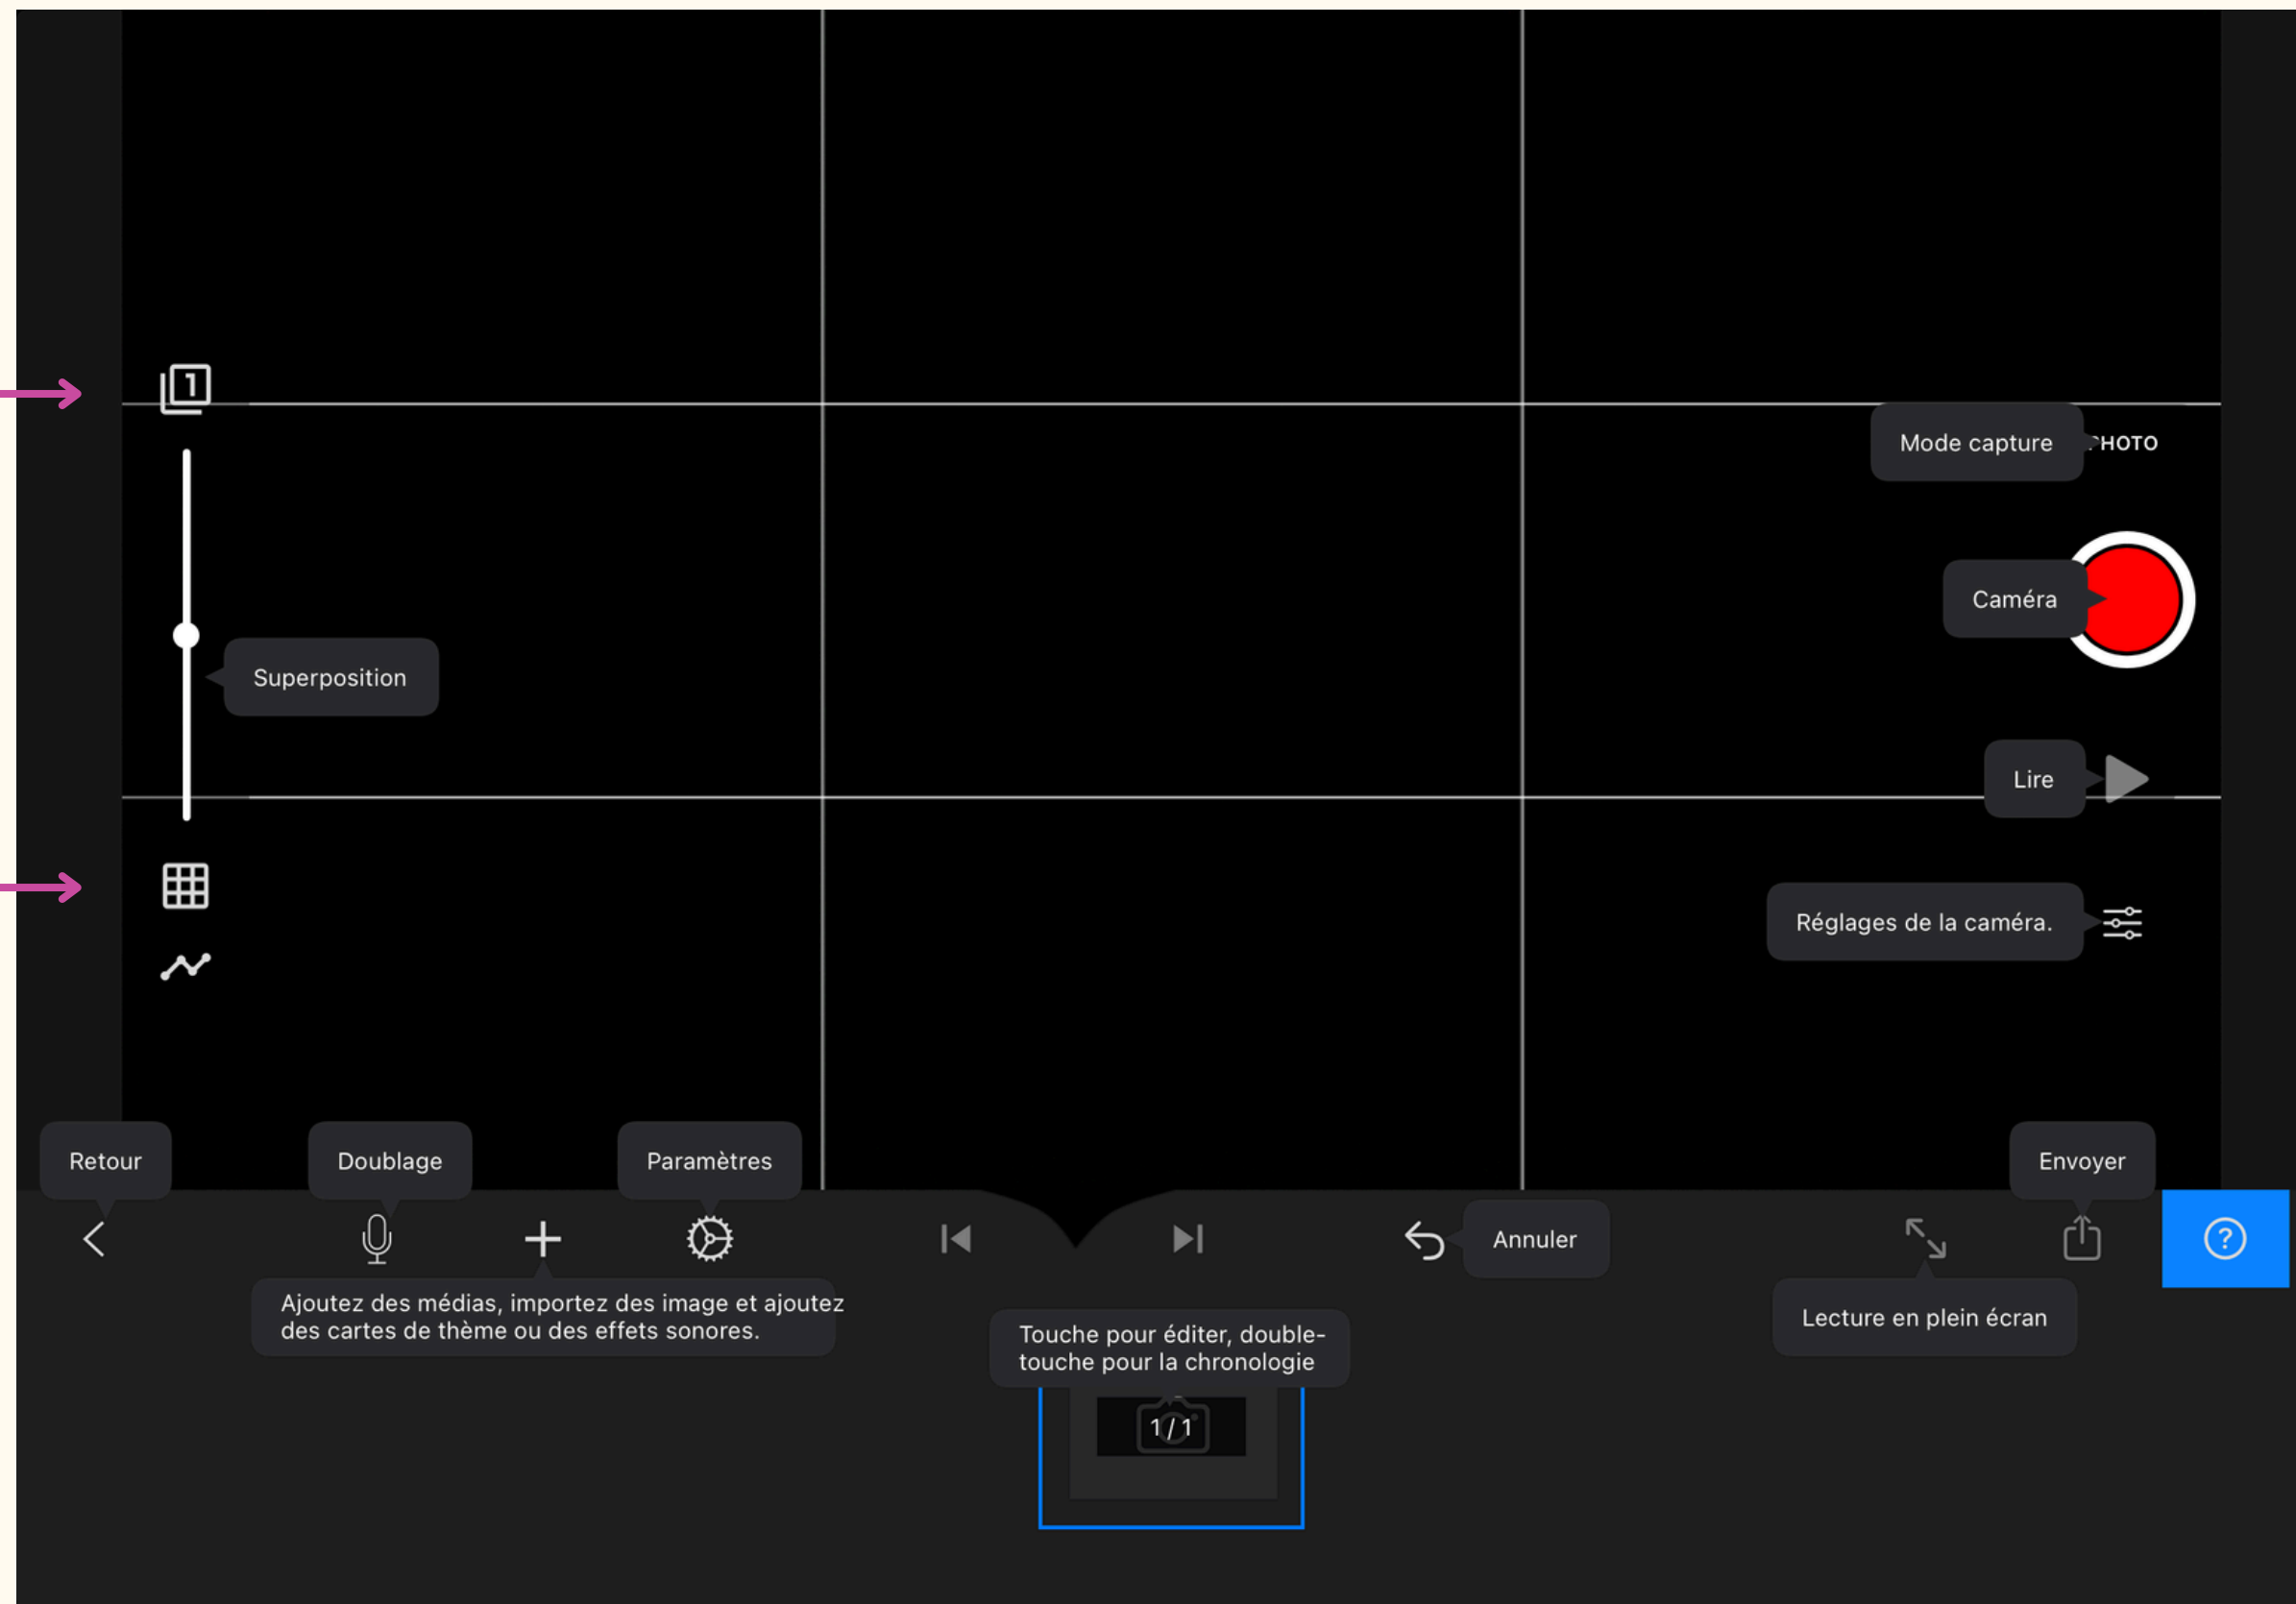 1
Mode capture
PHOTO
Caméra
Superposition
Lire
Réglages de la caméra.
Retour
Doublage
Paramètres
Envoyer
Annuler
?
Ajoutez des médias, importez des image et ajoutez
des cartes de thème ou des effets sonores.
Touche pour éditer, double-
touche pour la chronologie
Lecture en plein écran
1/1